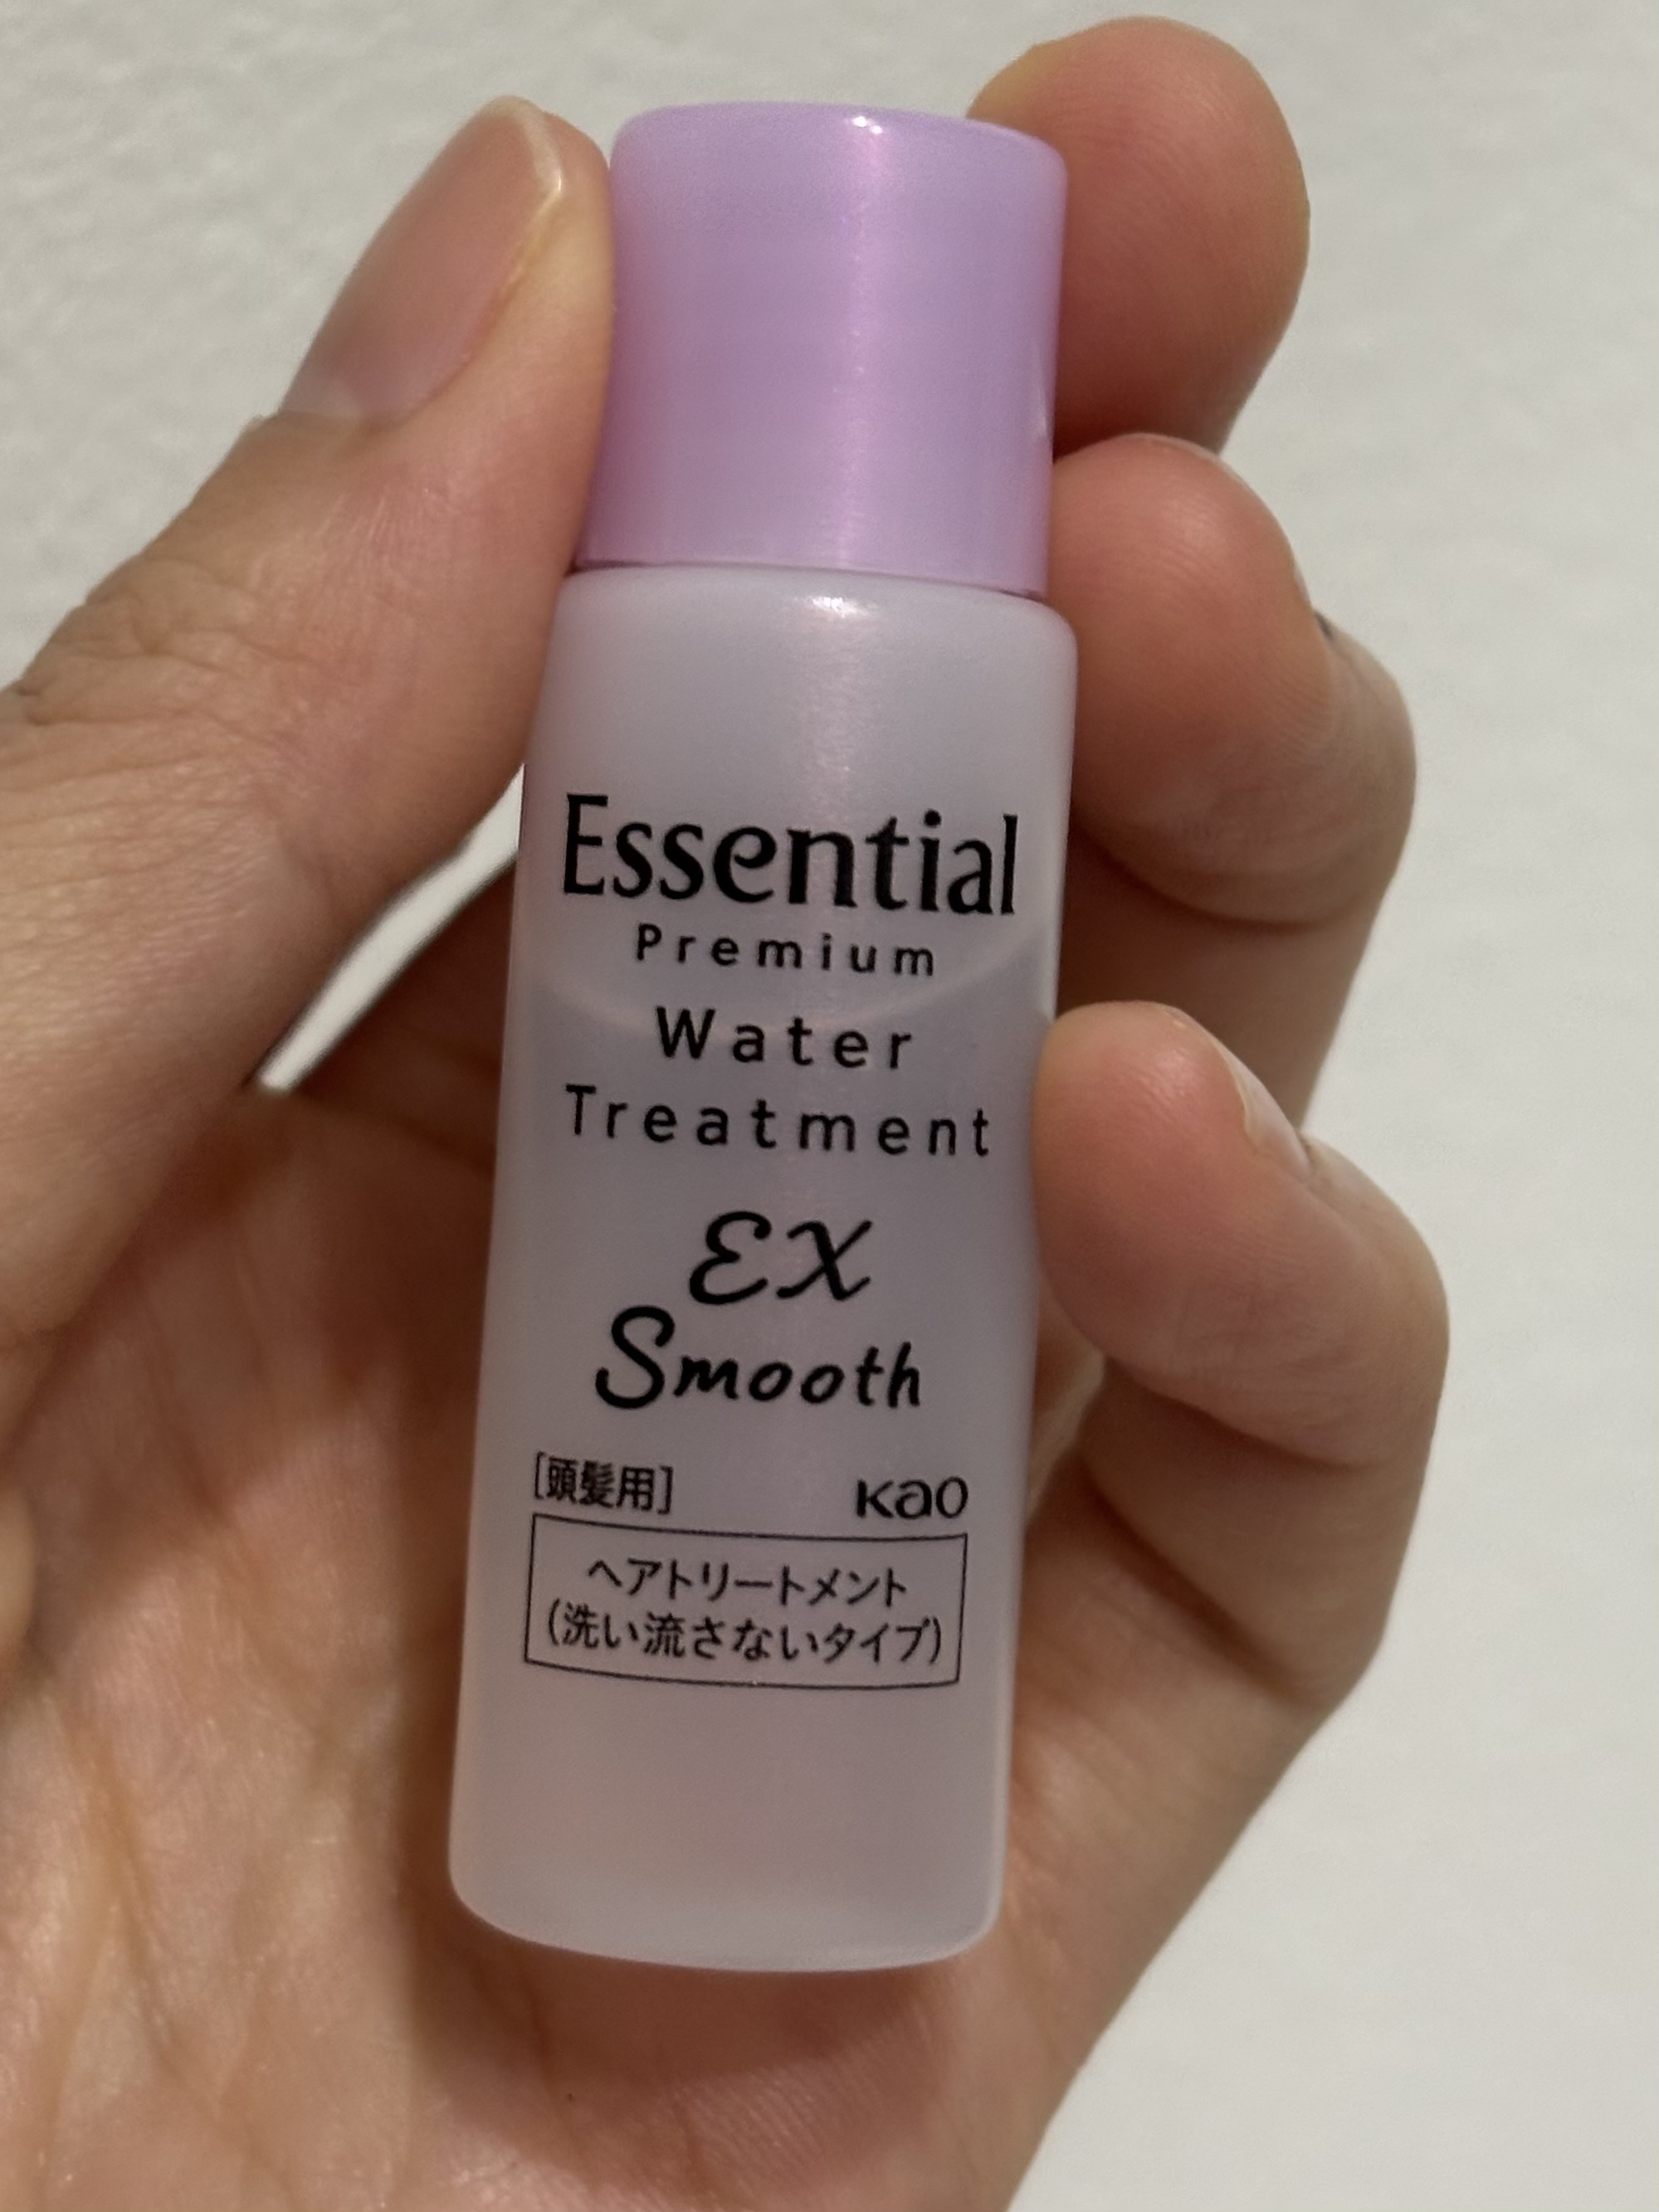 Essential
Premium
Water
Treatment
EX
Smooth
[頭髪用] Kao
ヘアトリートメント
(洗い流さないタイプ)